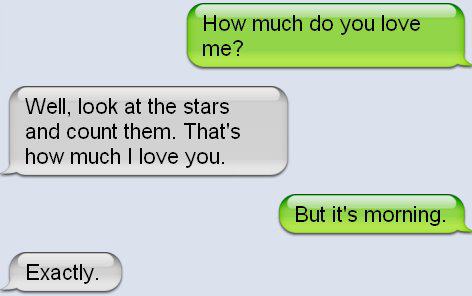 How much do you love
me?
Well, look at the stars
and count them. That's
how much I love you.
But it's morning.
Exactly.